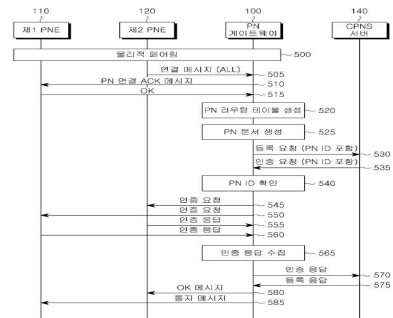 110
120
100
140
제1 PNE
제2 PNE
PN
게이트웨이
CPNS
서버
물리적 페어링
500
연결 메시지 (ALL)
505
PN 연결 ACK 메시지
510
OK
515
PN 라우팅 테이블 생성
520
PN 문서 생성
525
등록 요청 (PN ID 포함)
530
인증 요청 (PN ID 포함)
535
PN ID 확인
540
인증 요청
545
인증 요청
550
인증 응답
555
인증 응답
560
인증 응답 수집
565
인증 응답
570
등록 응답
575
OK 메시지
580
통지 메시지
585